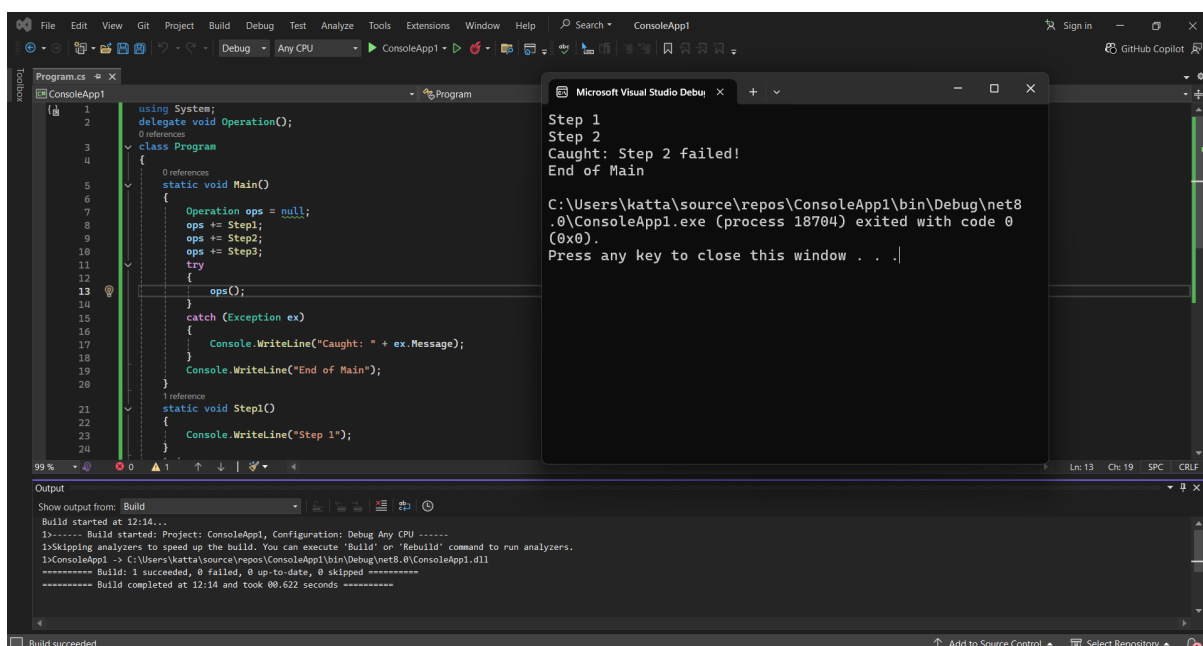 File Edit View Git Project Build Debug Test Analyze Tools Extensions Window Help Search ConsoleApp1 Sign in
Debug Any CPU ConsoleApp1 GitHub Copilot
Toolbox
Program.cs
ConsoleApp1 Program
1 using System;
2 delegate void Operation();
0 references
3 class Program
4 {
0 references
5 static void Main()
6 {
7 Operation ops = null;
8 ops += Step1;
9 ops += Step2;
10 ops += Step3;
11 try
12 {
13 ops();
14 }
15 catch (Exception ex)
16 {
17 Console.WriteLine("Caught: " + ex.Message);
18 }
19 Console.WriteLine("End of Main");
20 }
1 reference
21 static void Step1()
22 {
23 Console.WriteLine("Step 1");
24 }
Microsoft Visual Studio Debug
Step 1
Step 2
Caught: Step 2 failed!
End of Main
C:\Users\katta\source\repos\ConsoleApp1\bin\Debug\net8
.0\ConsoleApp1.exe (process 18704) exited with code 0
(0x0).
Press any key to close this window . . .
99 % 0 1 Ln: 13 Ch: 19 SPC CRLF
Output
Show output from: Build
Build started at 12:14...
1>------ Build started: Project: ConsoleApp1, Configuration: Debug Any CPU ------
1>Skipping analyzers to speed up the build. You can execute 'Build' or 'Rebuild' command to run analyzers.
1>ConsoleApp1 -> C:\Users\katta\source\repos\ConsoleApp1\bin\Debug\net8.0\ConsoleApp1.dll
========== Build: 1 succeeded, 0 failed, 0 up-to-date, 0 skipped ==========
========== Build completed at 12:14 and took 00.622 seconds ==========
Build succeeded Add to Source Control Select Repository